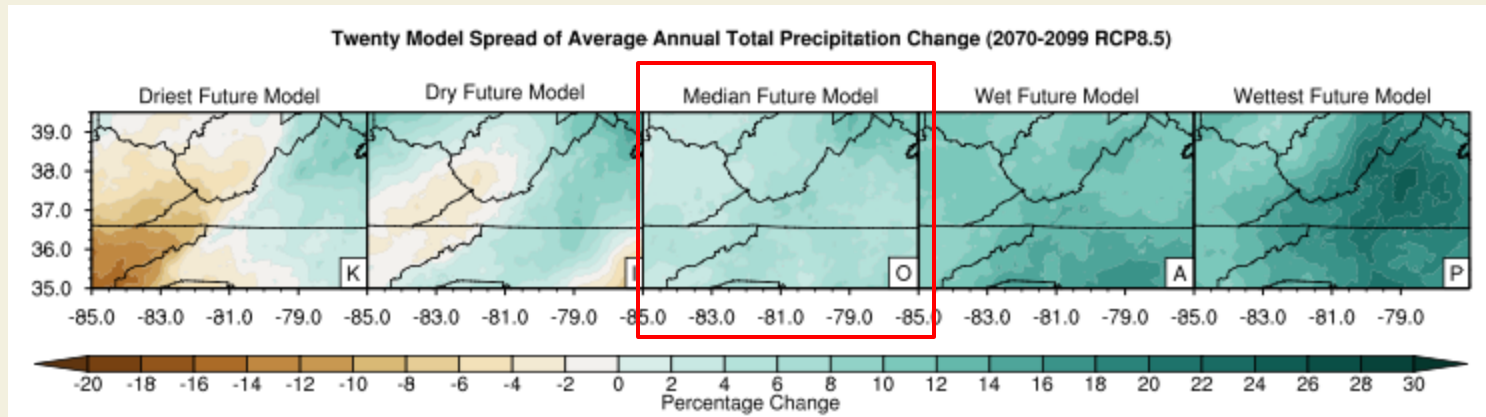 Twenty Model Spread of Average Annual Total Precipitation Change (2070-2099 RCP8.5)
Driest Future Model Dry Future Model Median Future Model Wet Future Model Wettest Future Model
39.0
38.0
37.0
36.0
35.0
K I O A P
-85.0 -83.0 -81.0 -79.0 -85.0 -83.0 -81.0 -79.0 -85.0 -83.0 -81.0 -79.0 -85.0 -83.0 -81.0 -79.0 -85.0 -83.0 -81.0 -79.0
-20 -18 -16 -14 -12 -10 -8 -6 -4 -2 0 2 4 6 8 10 12 14 16 18 20 22 24 26 28 30
Percentage Change